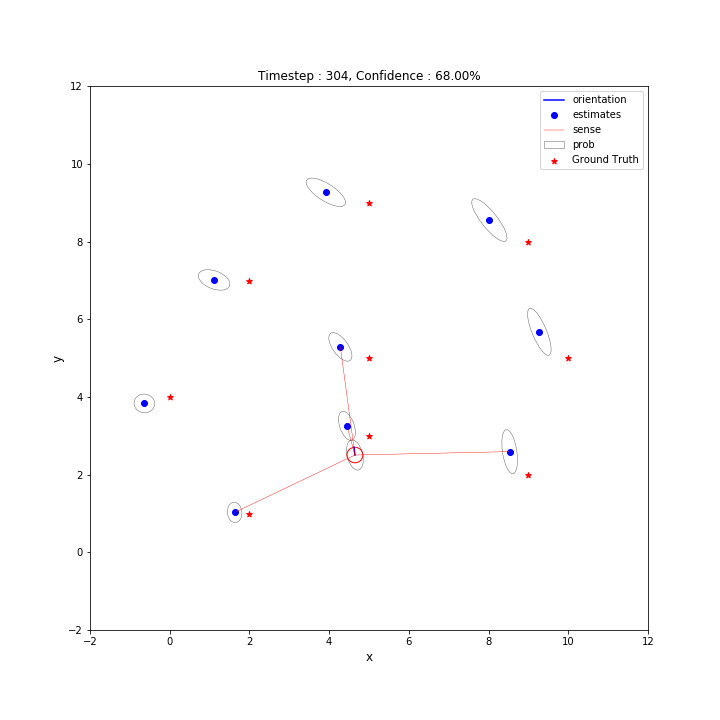 Timestep : 304, Confidence : 68.00%
orientation
estimates
sense
prob
Ground Truth
12
10
8
6
4
2
0
−2
y
−2 0 2 4 6 8 10 12
x